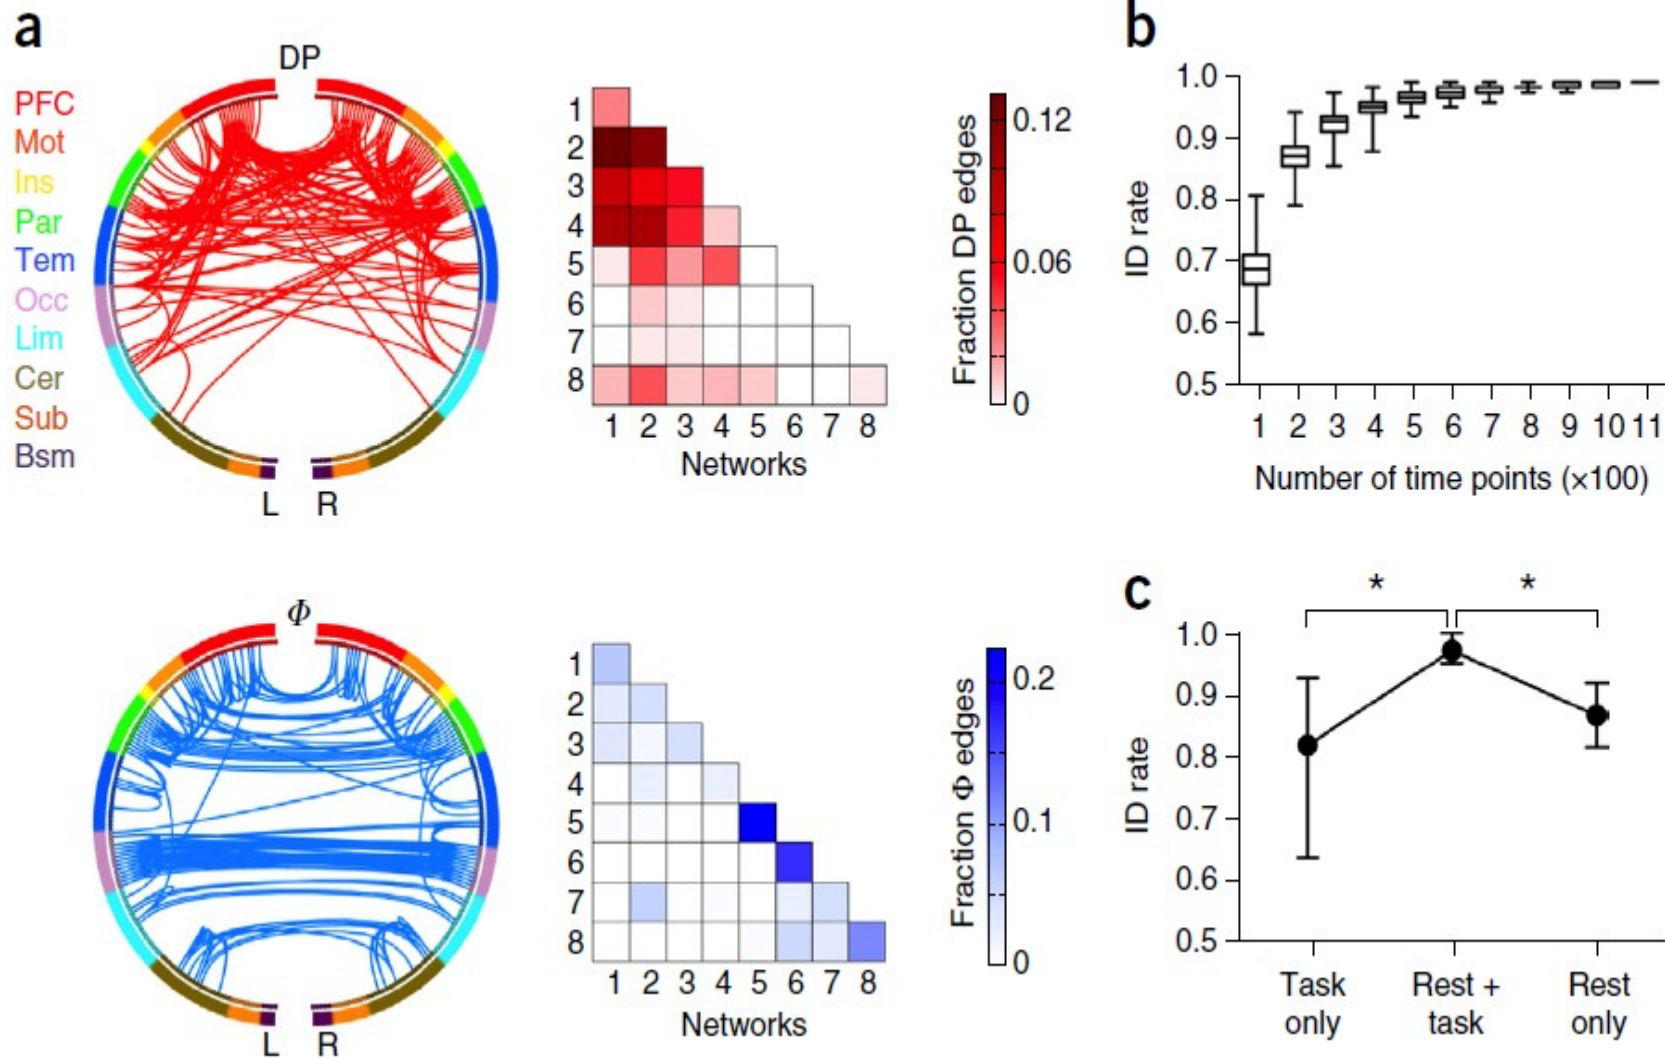 a
DP
PFC
Mot
Ins
Par
Tem
Occ
Lim
Cer
Sub
Bsm
L R
1
2
3
4
5
6
7
8
1 2 3 4 5 6 7 8
Networks
Fraction DP edges
0.12
0.06
0
b
ID rate
1.0
0.9
0.8
0.7
0.6
0.5
1 2 3 4 5 6 7 8 9 10 11
Number of time points (×100)
Φ
L R
1
2
3
4
5
6
7
8
1 2 3 4 5 6 7 8
Networks
Fraction Φ edges
0.2
0.1
0
c
* *
ID rate
1.0
0.9
0.8
0.7
0.6
0.5
Task Rest + Rest
only task only